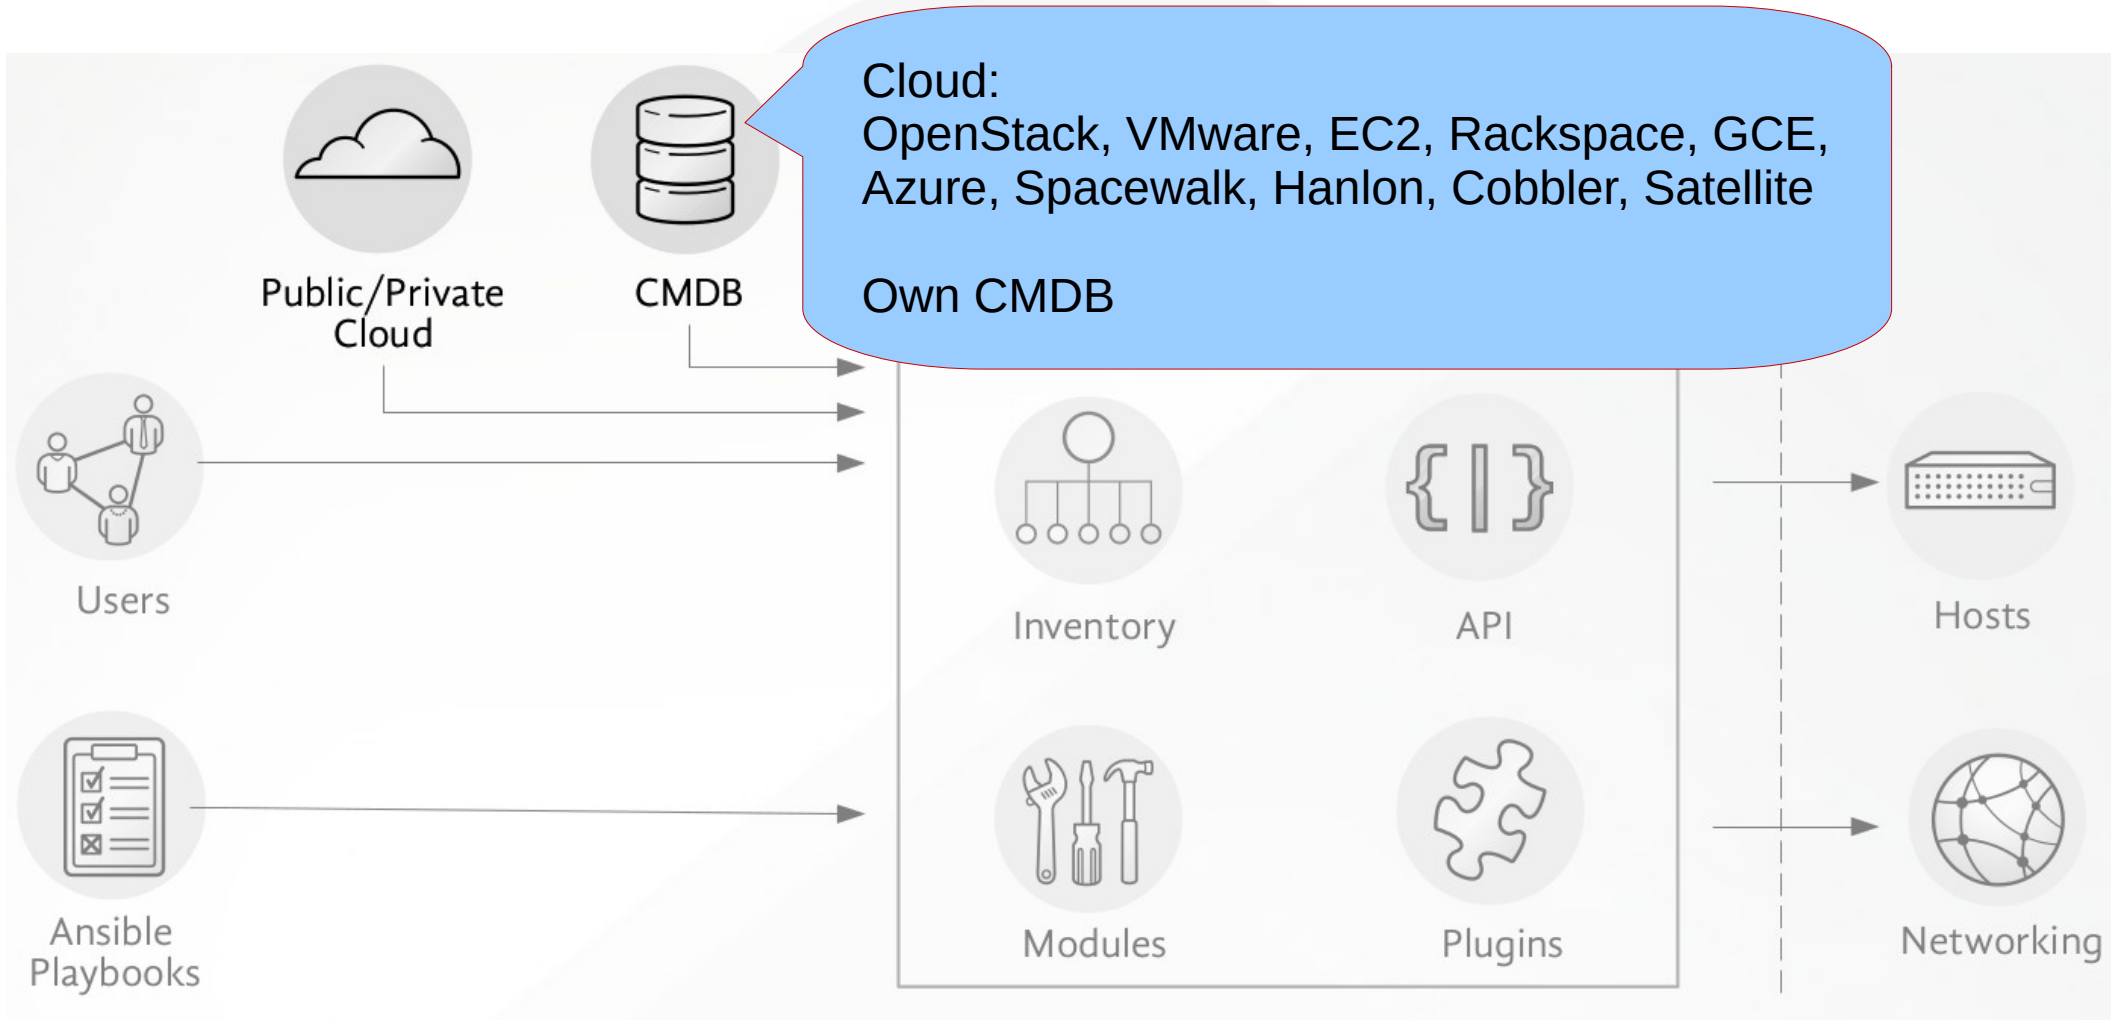 Cloud:
OpenStack, VMware, EC2, Rackspace, GCE,
Azure, Spacewalk, Hanlon, Cobbler, Satellite
Own CMDB
Public/Private
Cloud
CMDB
Users
Inventory
API
Hosts
Ansible
Playbooks
Modules
Plugins
Networking